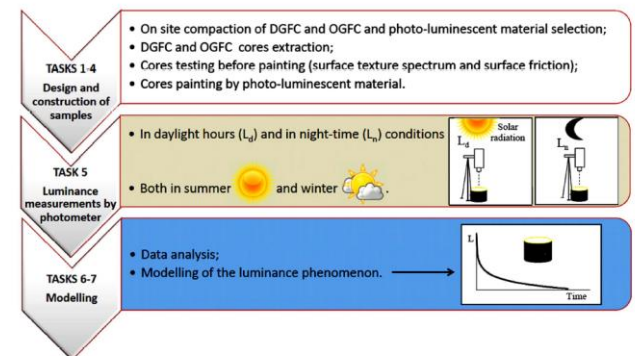 TASKS 1-4
Design and
construction of
samples
• On site compaction of DGFC and OGFC and photo-luminescent material selection;
• DGFC and OGFC cores extraction;
• Cores testing before painting (surface texture spectrum and surface friction);
• Cores painting by photo-luminescent material.
TASK 5
Luminance
measurements by
photometer
• In daylight hours (Ld) and in night-time (Ln) conditions
• Both in summer and winter .
Solar
radiation
Ld
Ln
TASKS 6-7
Modelling
• Data analysis;
• Modelling of the luminance phenomenon.
L
Time